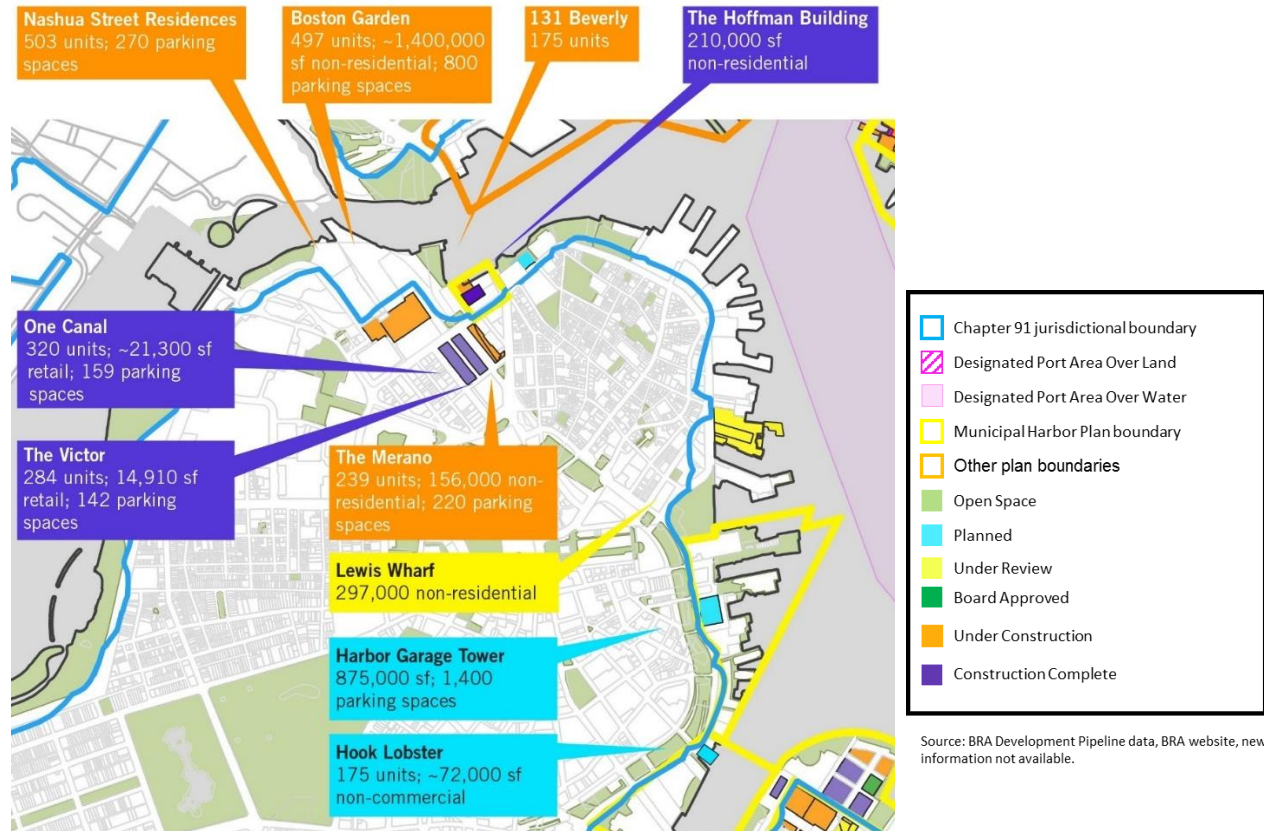 Nashua Street Residences
503 units; 270 parking
spaces
Boston Garden
497 units; ~1,400,000
sf non-residential; 800
parking spaces
131 Beverly
175 units
The Hoffman Building
210,000 sf
non-residential
One Canal
320 units; ~21,300 sf
retail; 159 parking
spaces
The Victor
284 units; 14,910 sf
retail; 142 parking
spaces
The Merano
239 units; 156,000 non-
residential; 220 parking
spaces
Lewis Wharf
297,000 non-residential
Harbor Garage Tower
875,000 sf; 1,400
parking spaces
Hook Lobster
175 units; ~72,000 sf
non-commercial
Chapter 91 jurisdictional boundary
Designated Port Area Over Land
Designated Port Area Over Water
Municipal Harbor Plan boundary
Other plan boundaries
Open Space
Planned
Under Review
Board Approved
Under Construction
Construction Complete
Source: BRA Development Pipeline data, BRA website, new
information not available.